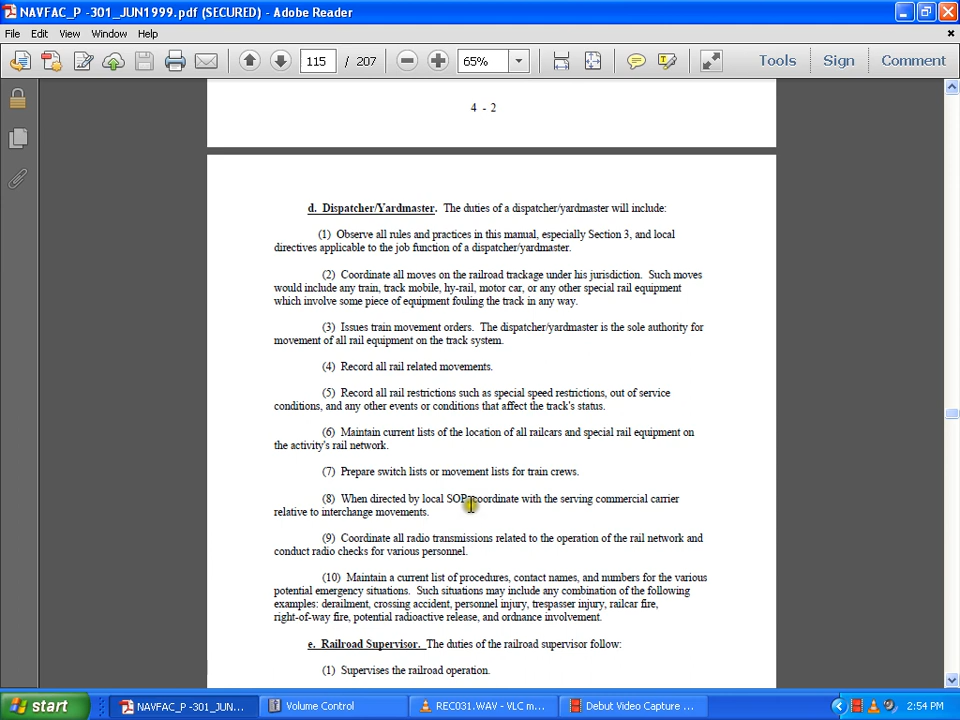 NAVFAC_P -301_JUN1999.pdf (SECURED) - Adobe Reader
File Edit View Window Help
115 / 207 65% Tools Sign Comment
4 - 2
d. Dispatcher/Yardmaster. The duties of a dispatcher/yardmaster will include:
(1) Observe all rules and practices in this manual, especially Section 3, and local
directives applicable to the job function of a dispatcher/yardmaster.
(2) Coordinate all moves on the railroad trackage under his jurisdiction. Such moves
would include any train, track mobile, hy-rail, motor car, or any other special rail equipment
which involve some piece of equipment fouling the track in any way.
(3) Issues train movement orders. The dispatcher/yardmaster is the sole authority for
movement of all rail equipment on the track system.
(4) Record all rail related movements.
(5) Record all rail restrictions such as special speed restrictions, out of service
conditions, and any other events or conditions that affect the track's status.
(6) Maintain current lists of the location of all railcars and special rail equipment on
the activity's rail network.
(7) Prepare switch lists or movement lists for train crews.
(8) When directed by local SOP, coordinate with the serving commercial carrier
relative to interchange movements.
(9) Coordinate all radio transmissions related to the operation of the rail network and
conduct radio checks for various personnel.
(10) Maintain a current list of procedures, contact names, and numbers for the various
potential emergency situations. Such situations may include any combination of the following
examples: derailment, crossing accident, personnel injury, trespasser injury, railcar fire,
right-of-way fire, potential radioactive release, and ordnance involvement.
e. Railroad Supervisor. The duties of the railroad supervisor follow:
(1) Supervises the railroad operation.
start NAVFAC_P -301_JUN... Volume Control REC031.WAV - VLC m... Debut Video Capture ... 2:54 PM